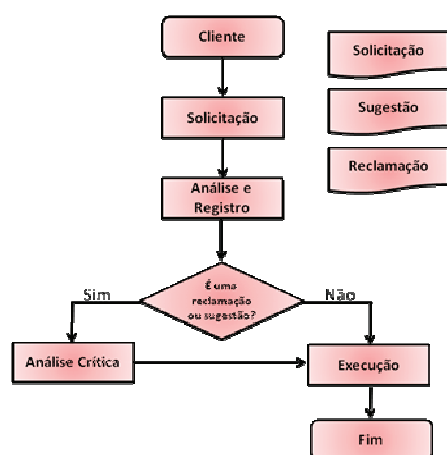 Cliente
Solicitação
Solicitação
Sugestão
Reclamação
Análise e
Registro
É uma
reclamação
ou sugestão?
Sim
Não
Análise Crítica
Execução
Fim